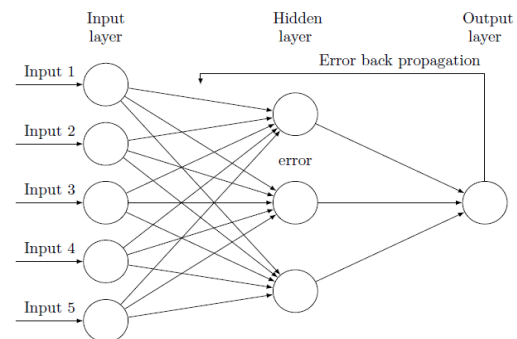 Input
layer
Hidden
layer
Output
layer
Error back propagation
Input 1
Input 2
error
Input 3
Input 4
Input 5